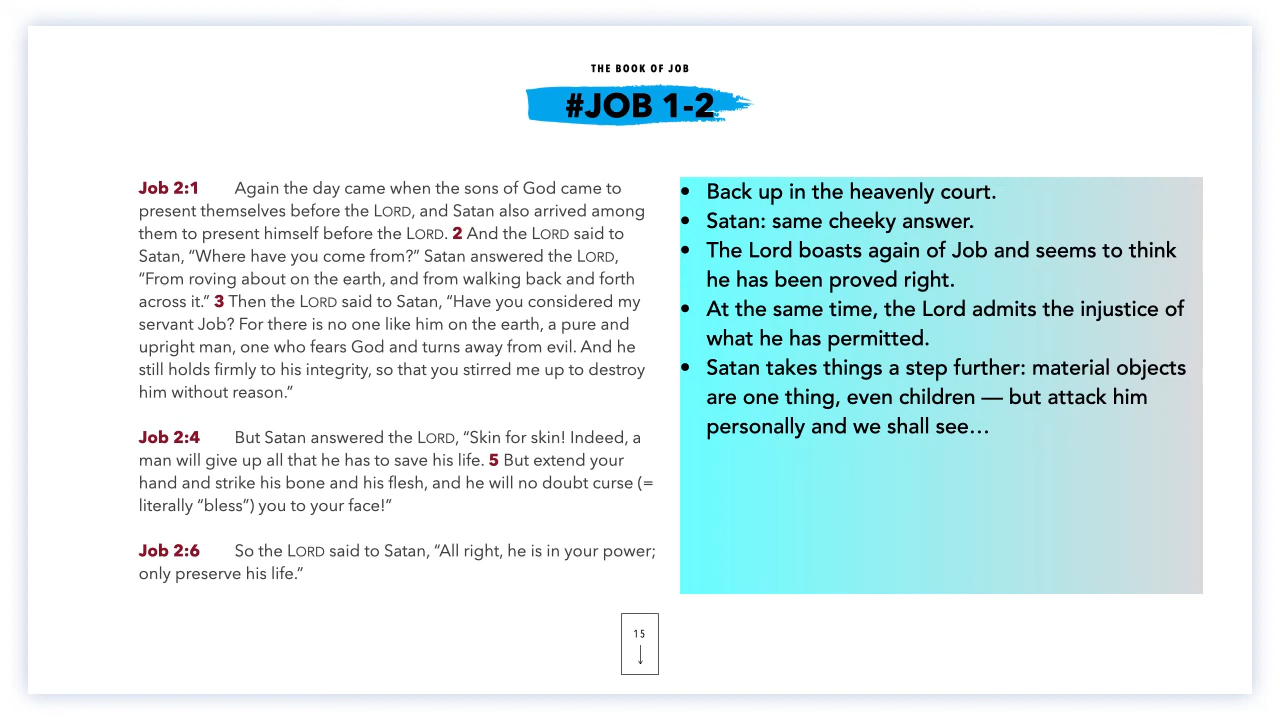 THE BOOK OF JOB
#JOB 1-2
Job 2:1 Again the day came when the sons of God came to
present themselves before the LORD, and Satan also arrived among
them to present himself before the LORD. 2 And the LORD said to
Satan, “Where have you come from?” Satan answered the LORD,
“From roving about on the earth, and from walking back and forth
across it.” 3 Then the LORD said to Satan, “Have you considered my
servant Job? For there is no one like him on the earth, a pure and
upright man, one who fears God and turns away from evil. And he
still holds firmly to his integrity, so that you stirred me up to destroy
him without reason.”
Job 2:4 But Satan answered the LORD, “Skin for skin! Indeed, a
man will give up all that he has to save his life. 5 But extend your
hand and strike his bone and his flesh, and he will no doubt curse (=
literally “bless”) you to your face!”
Job 2:6 So the LORD said to Satan, “All right, he is in your power;
only preserve his life.”
• Back up in the heavenly court.
• Satan: same cheeky answer.
• The Lord boasts again of Job and seems to think
he has been proved right.
• At the same time, the Lord admits the injustice of
what he has permitted.
• Satan takes things a step further: material objects
are one thing, even children — but attack him
personally and we shall see…
15